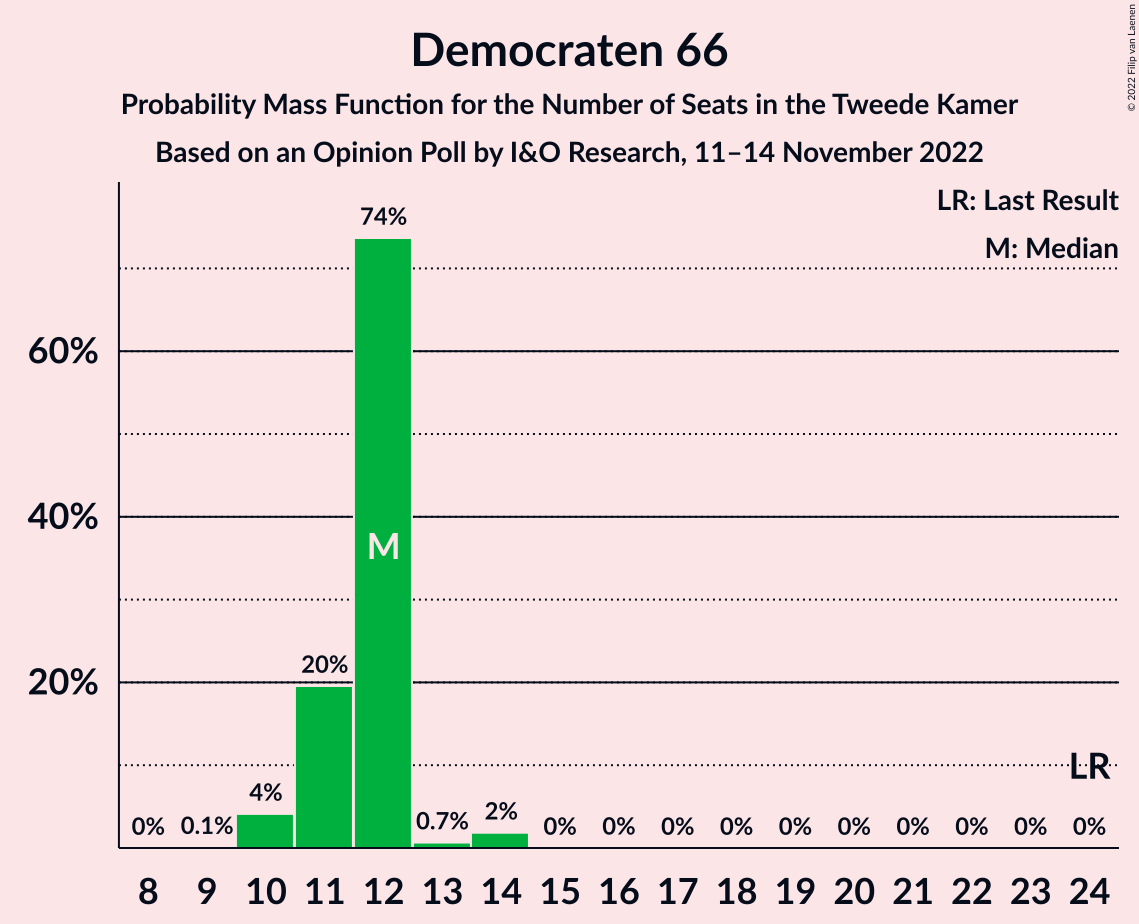 Democraten 66
Probability Mass Function for the Number of Seats in the Tweede Kamer
Based on an Opinion Poll by I&O Research, 11–14 November 2022
© 2022 Filip van Laenen
LR: Last Result
M: Median
60%
40%
20%
0%
0.1%
4%
20%
74%
M
0.7%
2%
0%
0%
0%
0%
0%
0%
0%
0%
0%
0%
LR
8 9 10 11 12 13 14 15 16 17 18 19 20 21 22 23 24